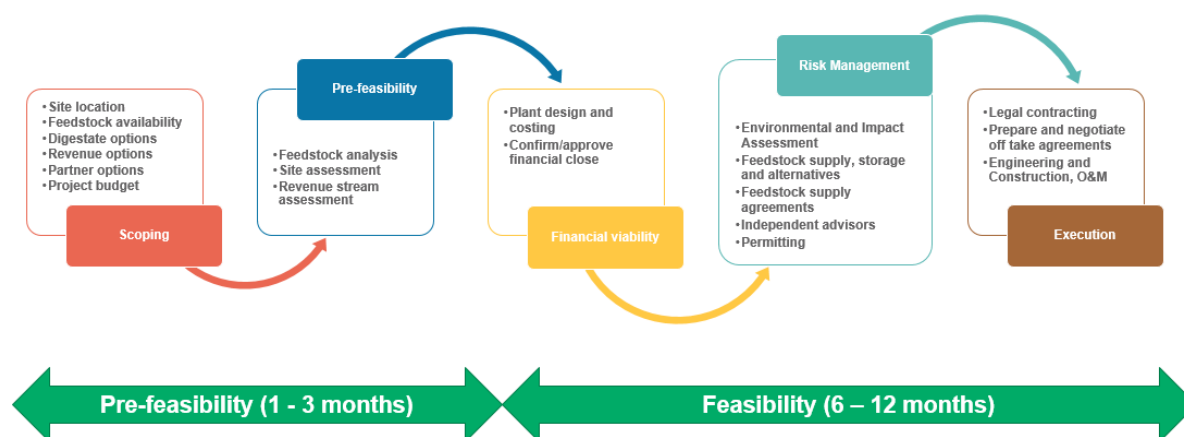 • Site location
• Feedstock availability
• Digestate options
• Revenue options
• Partner options
• Project budget
Scoping
Pre-feasibility
• Feedstock analysis
• Site assessment
• Revenue stream
assessment
• Plant design and
costing
• Confirm/approve
financial close
Financial viability
Risk Management
• Environmental and Impact
Assessment
• Feedstock supply, storage
and alternatives
• Feedstock supply
agreements
• Independent advisors
• Permitting
• Legal contracting
• Prepare and negotiate
off take agreements
• Engineering and
Construction, O&M
Execution
Pre-feasibility (1 - 3 months)
Feasibility (6 – 12 months)